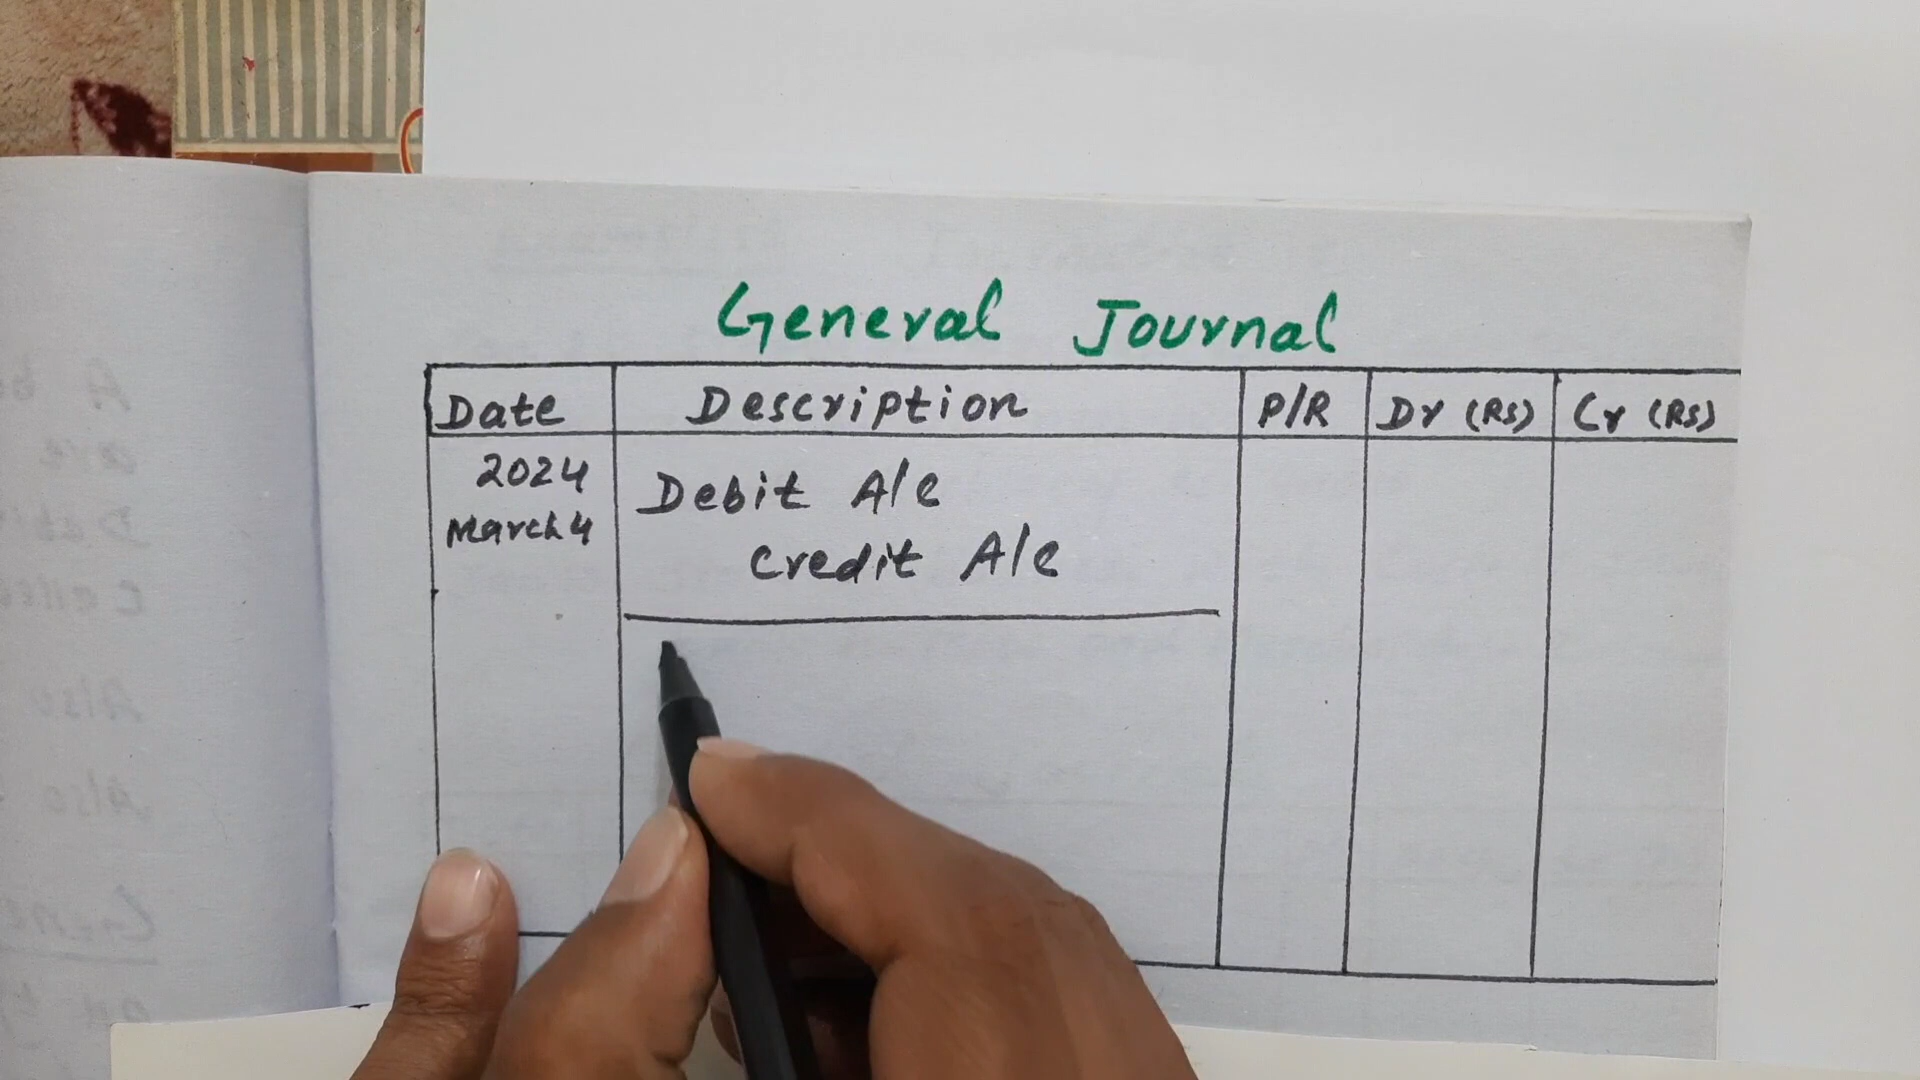 General Journal
Date Description P/R Dr (Rs) Cr (Rs)
2024 Debit A/c
March 4 Credit A/c